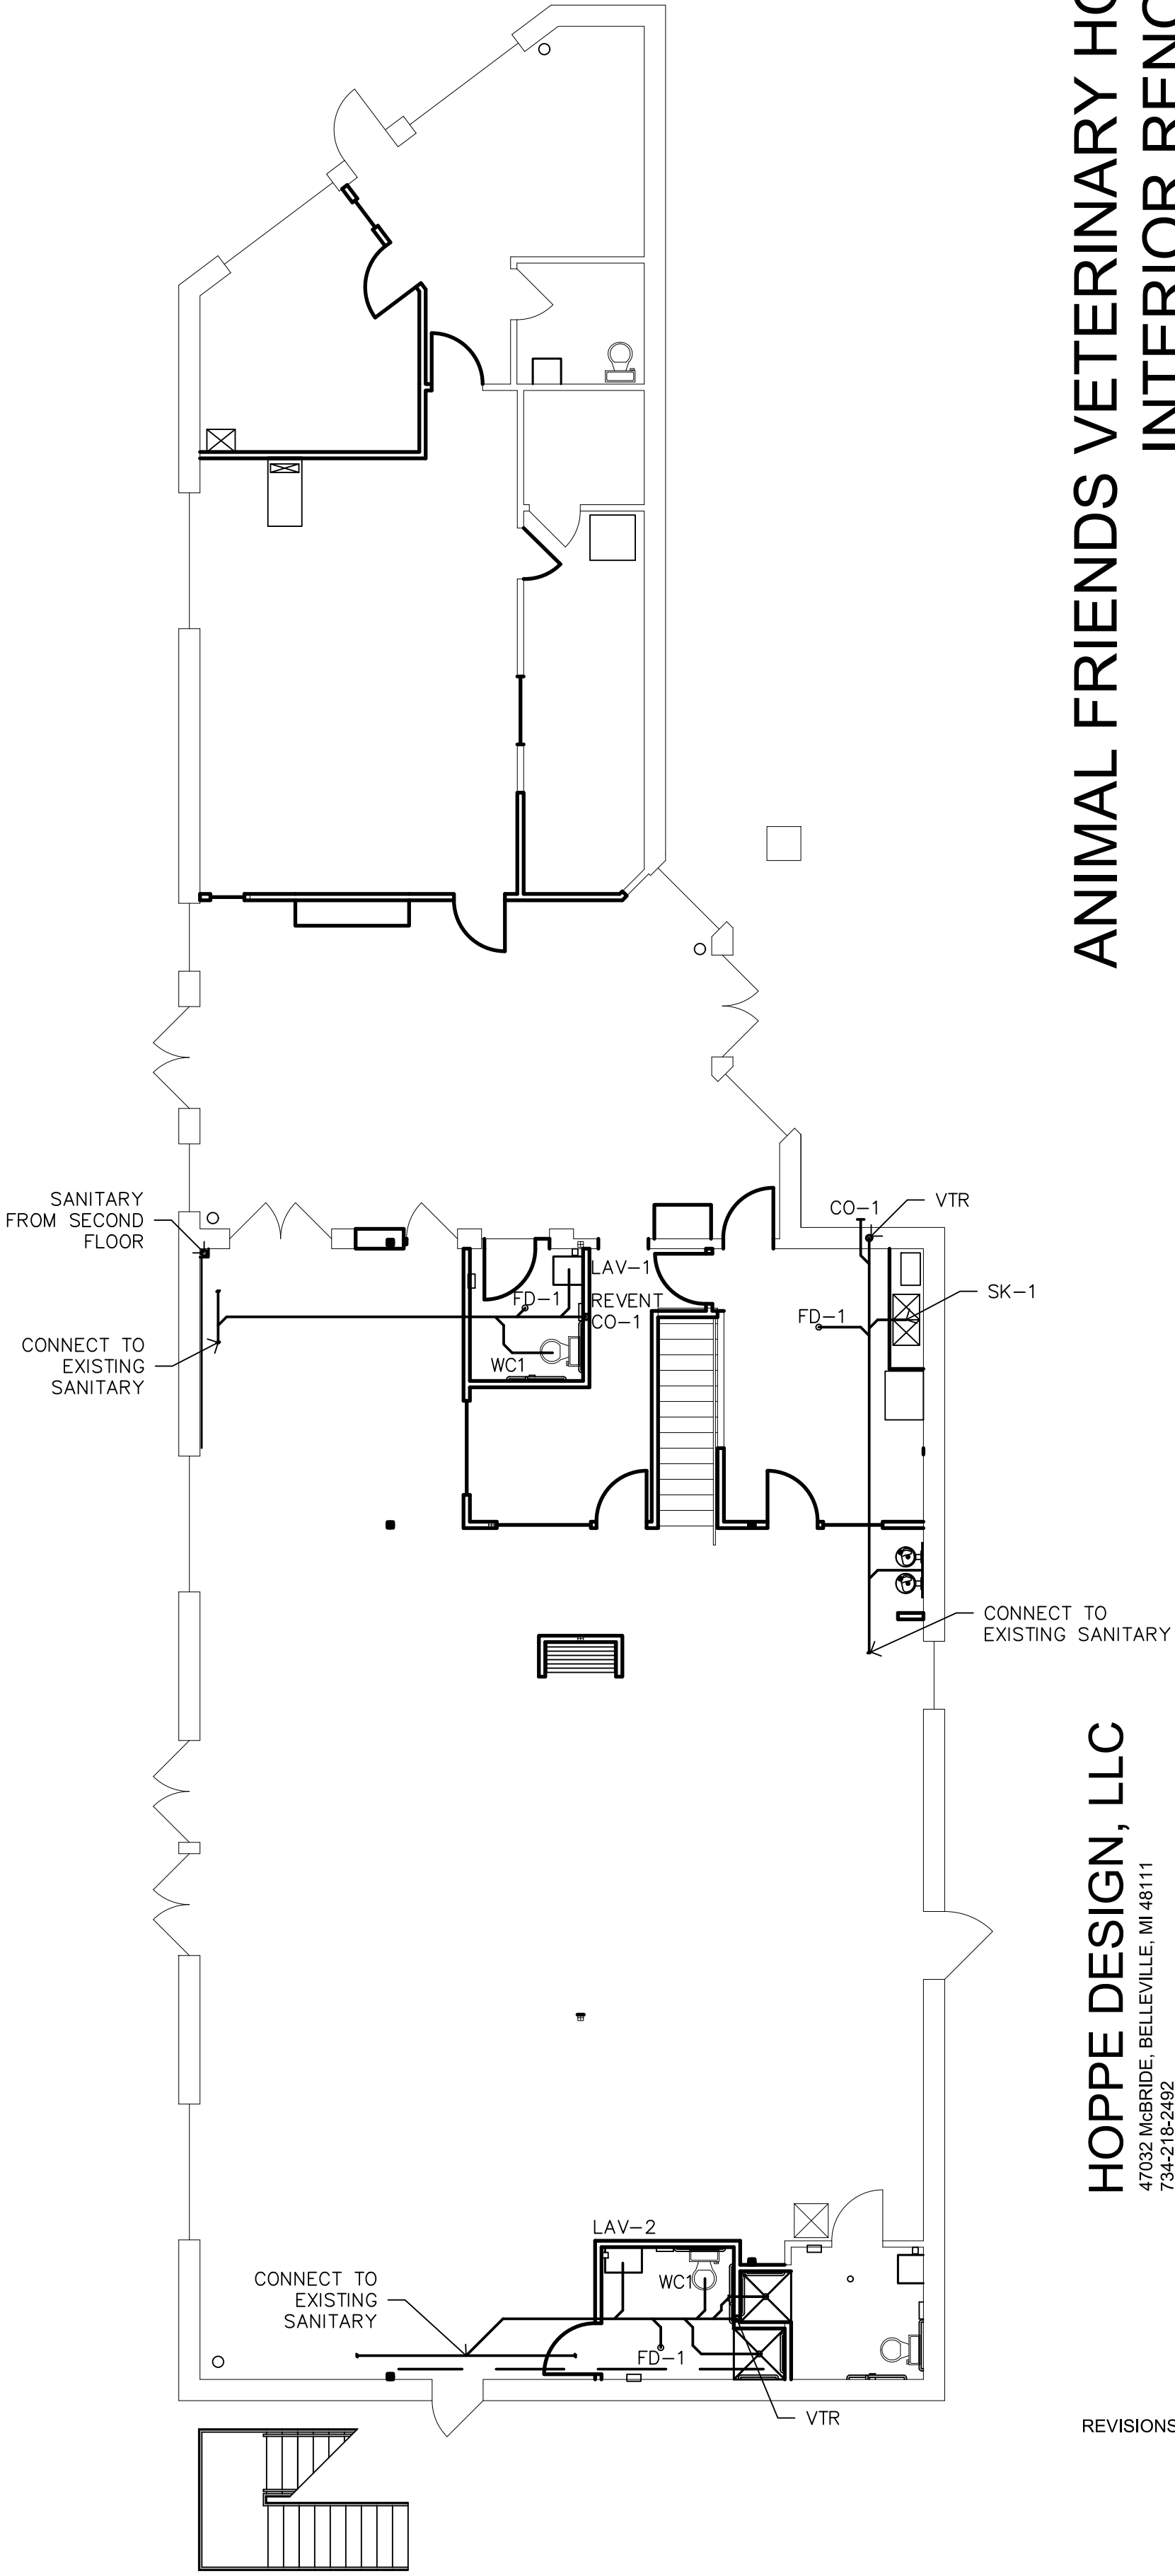 ANIMAL FRIENDS VETERINARY
INTERIOR
SANITARY
FROM SECOND
FLOOR
CO-1
VTR
LAV-1
FD-1
REVENT
CO-1
FD-1
SK-1
CONNECT TO
EXISTING
SANITARY
WC1
CONNECT TO
EXISTING SANITARY
HOPPE DESIGN, LLC
47032 McBRIDE, BELLEVILLE, MI 48111
734-218-2492
LAV-2
WC1
CONNECT TO
EXISTING
SANITARY
FD-1
VTR
REVISIONS